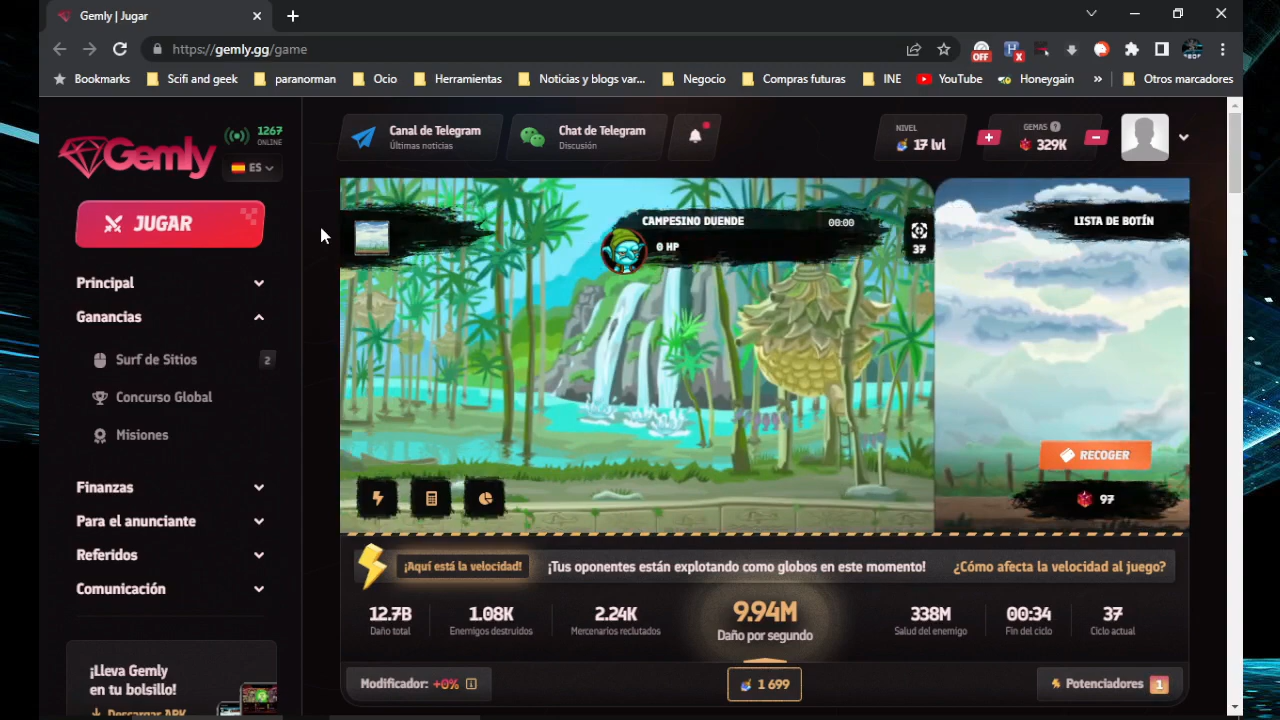 Gemly | Jugar
https://gemly.gg/game
OFF
Bookmarks
Scifi and geek
paranorman
Ocio
Herramientas
Noticias y blogs var...
Negocio
Compras futuras
INE
YouTube
Honeygain
»
Otros marcadores
Gemly
1267
ONLINE
ES
JUGAR
Principal
Ganancias
Surf de Sitios
2
Concurso Global
Misiones
Finanzas
Para el anunciante
Referidos
Comunicación
¡Lleva Gemly
en tu bolsillo!
Descargar APK
Canal de Telegram
Últimas noticias
Chat de Telegram
Discusión
NIVEL
17 lvl
GEMAS
329K
CAMPESINO DUENDE
00:00
0 HP
37
LISTA DE BOTÍN
RECOGER
97
¡Aquí está la velocidad!
¡Tus oponentes están explotando como globos en este momento!
¿Cómo afecta la velocidad al juego?
12.7B
Daño total
1.08K
Enemigos destruidos
2.24K
Mercenarios reclutados
9.94M
Daño por segundo
338M
Salud del enemigo
00:34
Fin del ciclo
37
Ciclo actual
Modificador: +0%
1 699
Potenciadores
1